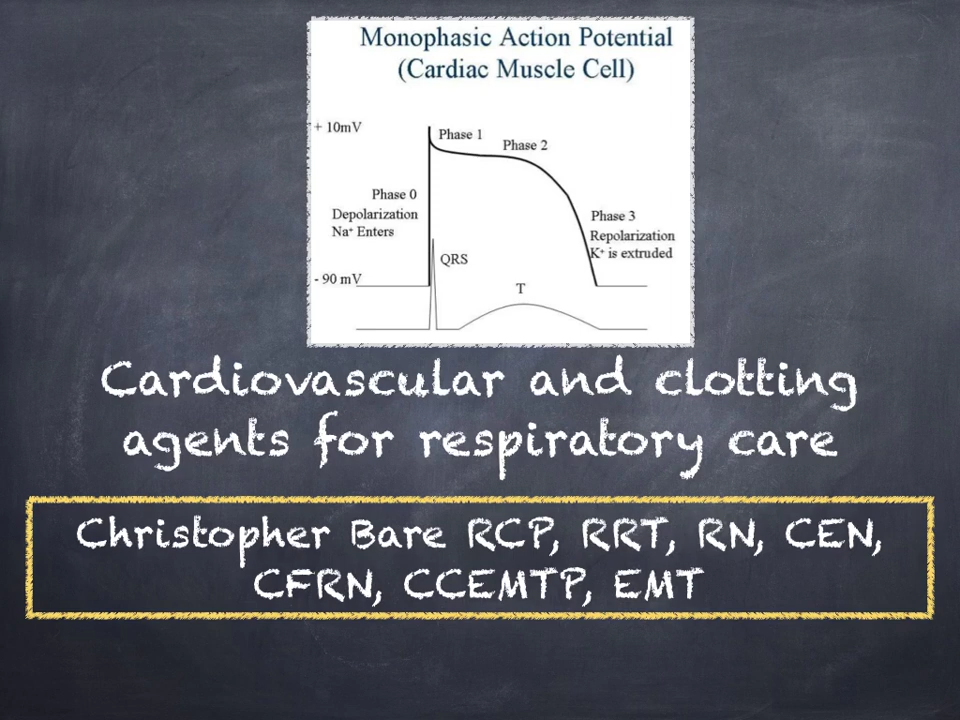 Monophasic Action Potential
(Cardiac Muscle Cell)
+ 10mV
Phase 1
Phase 2
Phase 0
Depolarization
Na⁺ Enters
Phase 3
Repolarization
K⁺ is extruded
QRS
- 90 mV
T
Cardiovascular and clotting
agents for respiratory care
Christopher Bare RCP, RRT, RN, CEN,
CFRN, CCEMTP, EMT